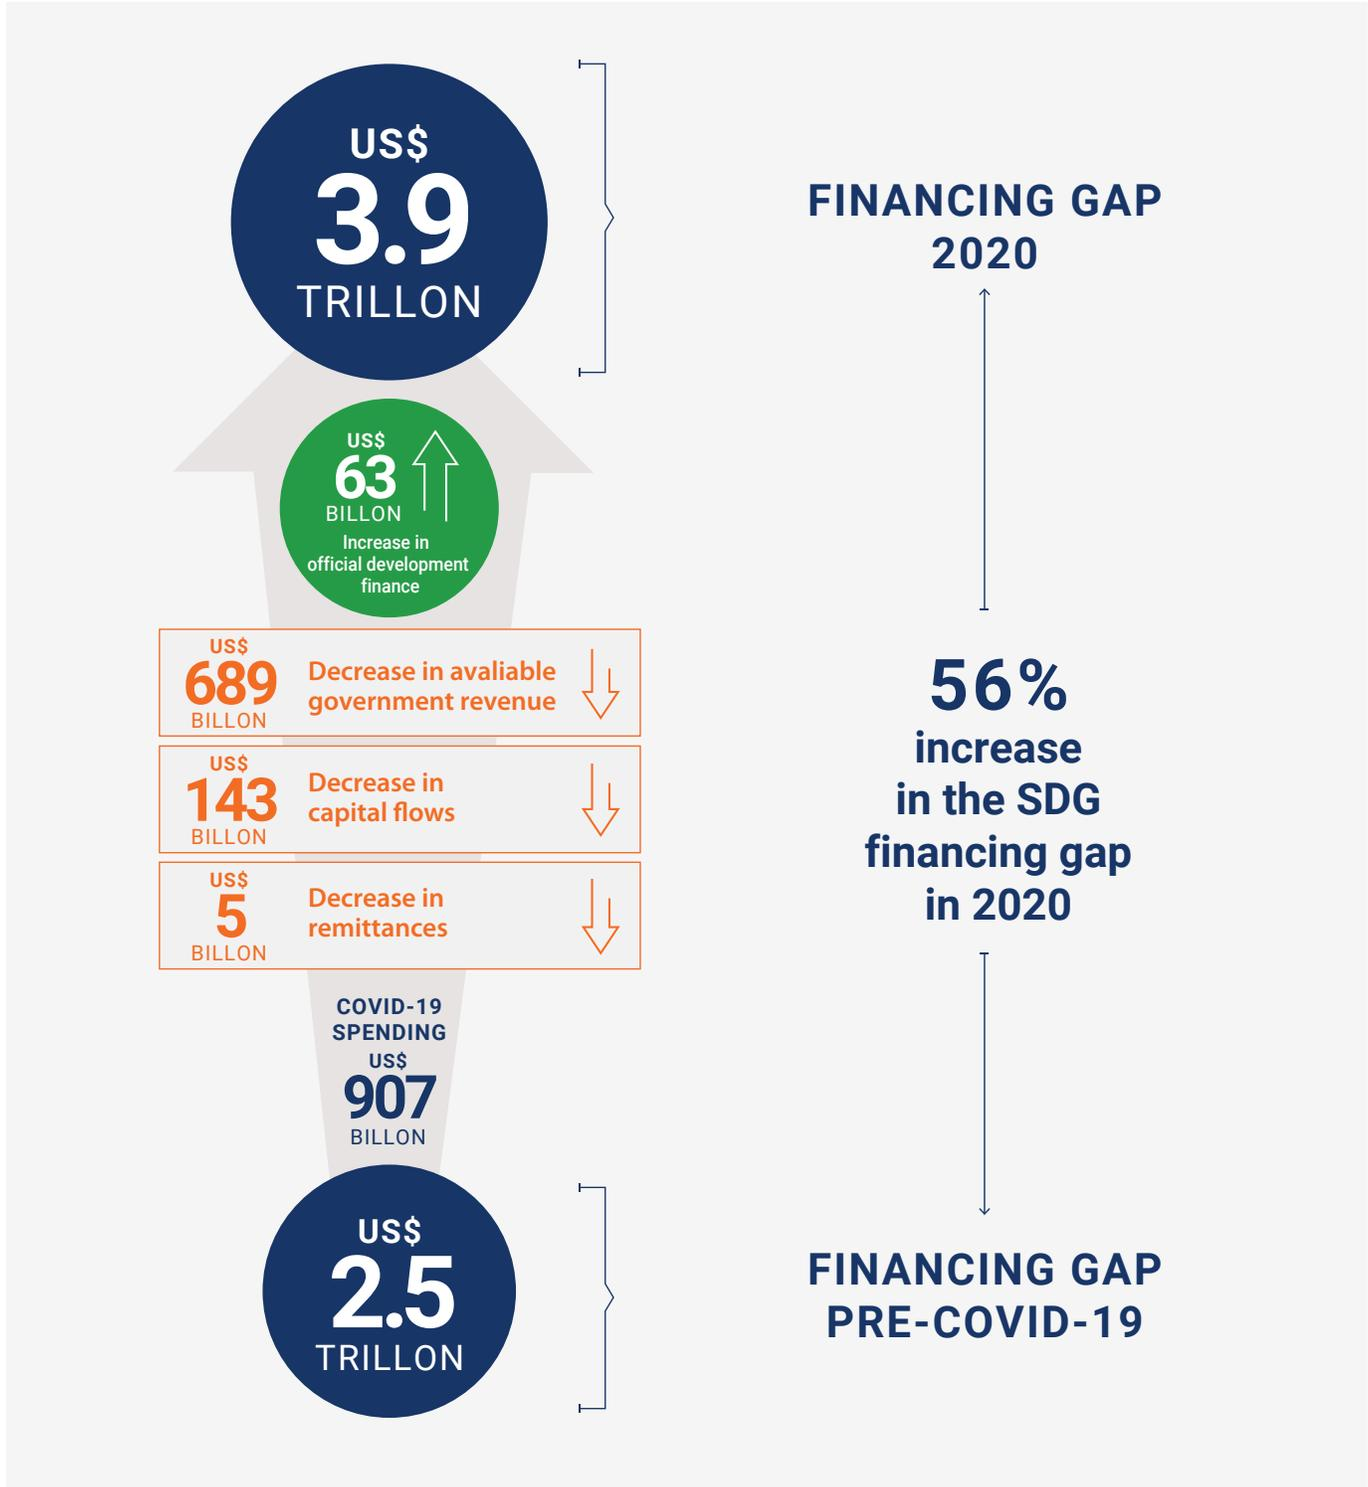 US$
3.9
TRILLON
FINANCING GAP
2020
US$
63
BILLON
Increase in
official development
finance
US$
689
BILLON
Decrease in avaliable
government revenue
US$
143
BILLON
Decrease in
capital flows
US$
5
BILLON
Decrease in
remittances
56%
increase
in the SDG
financing gap
in 2020
COVID-19
SPENDING
US$
907
BILLON
US$
2.5
TRILLON
FINANCING GAP
PRE-COVID-19